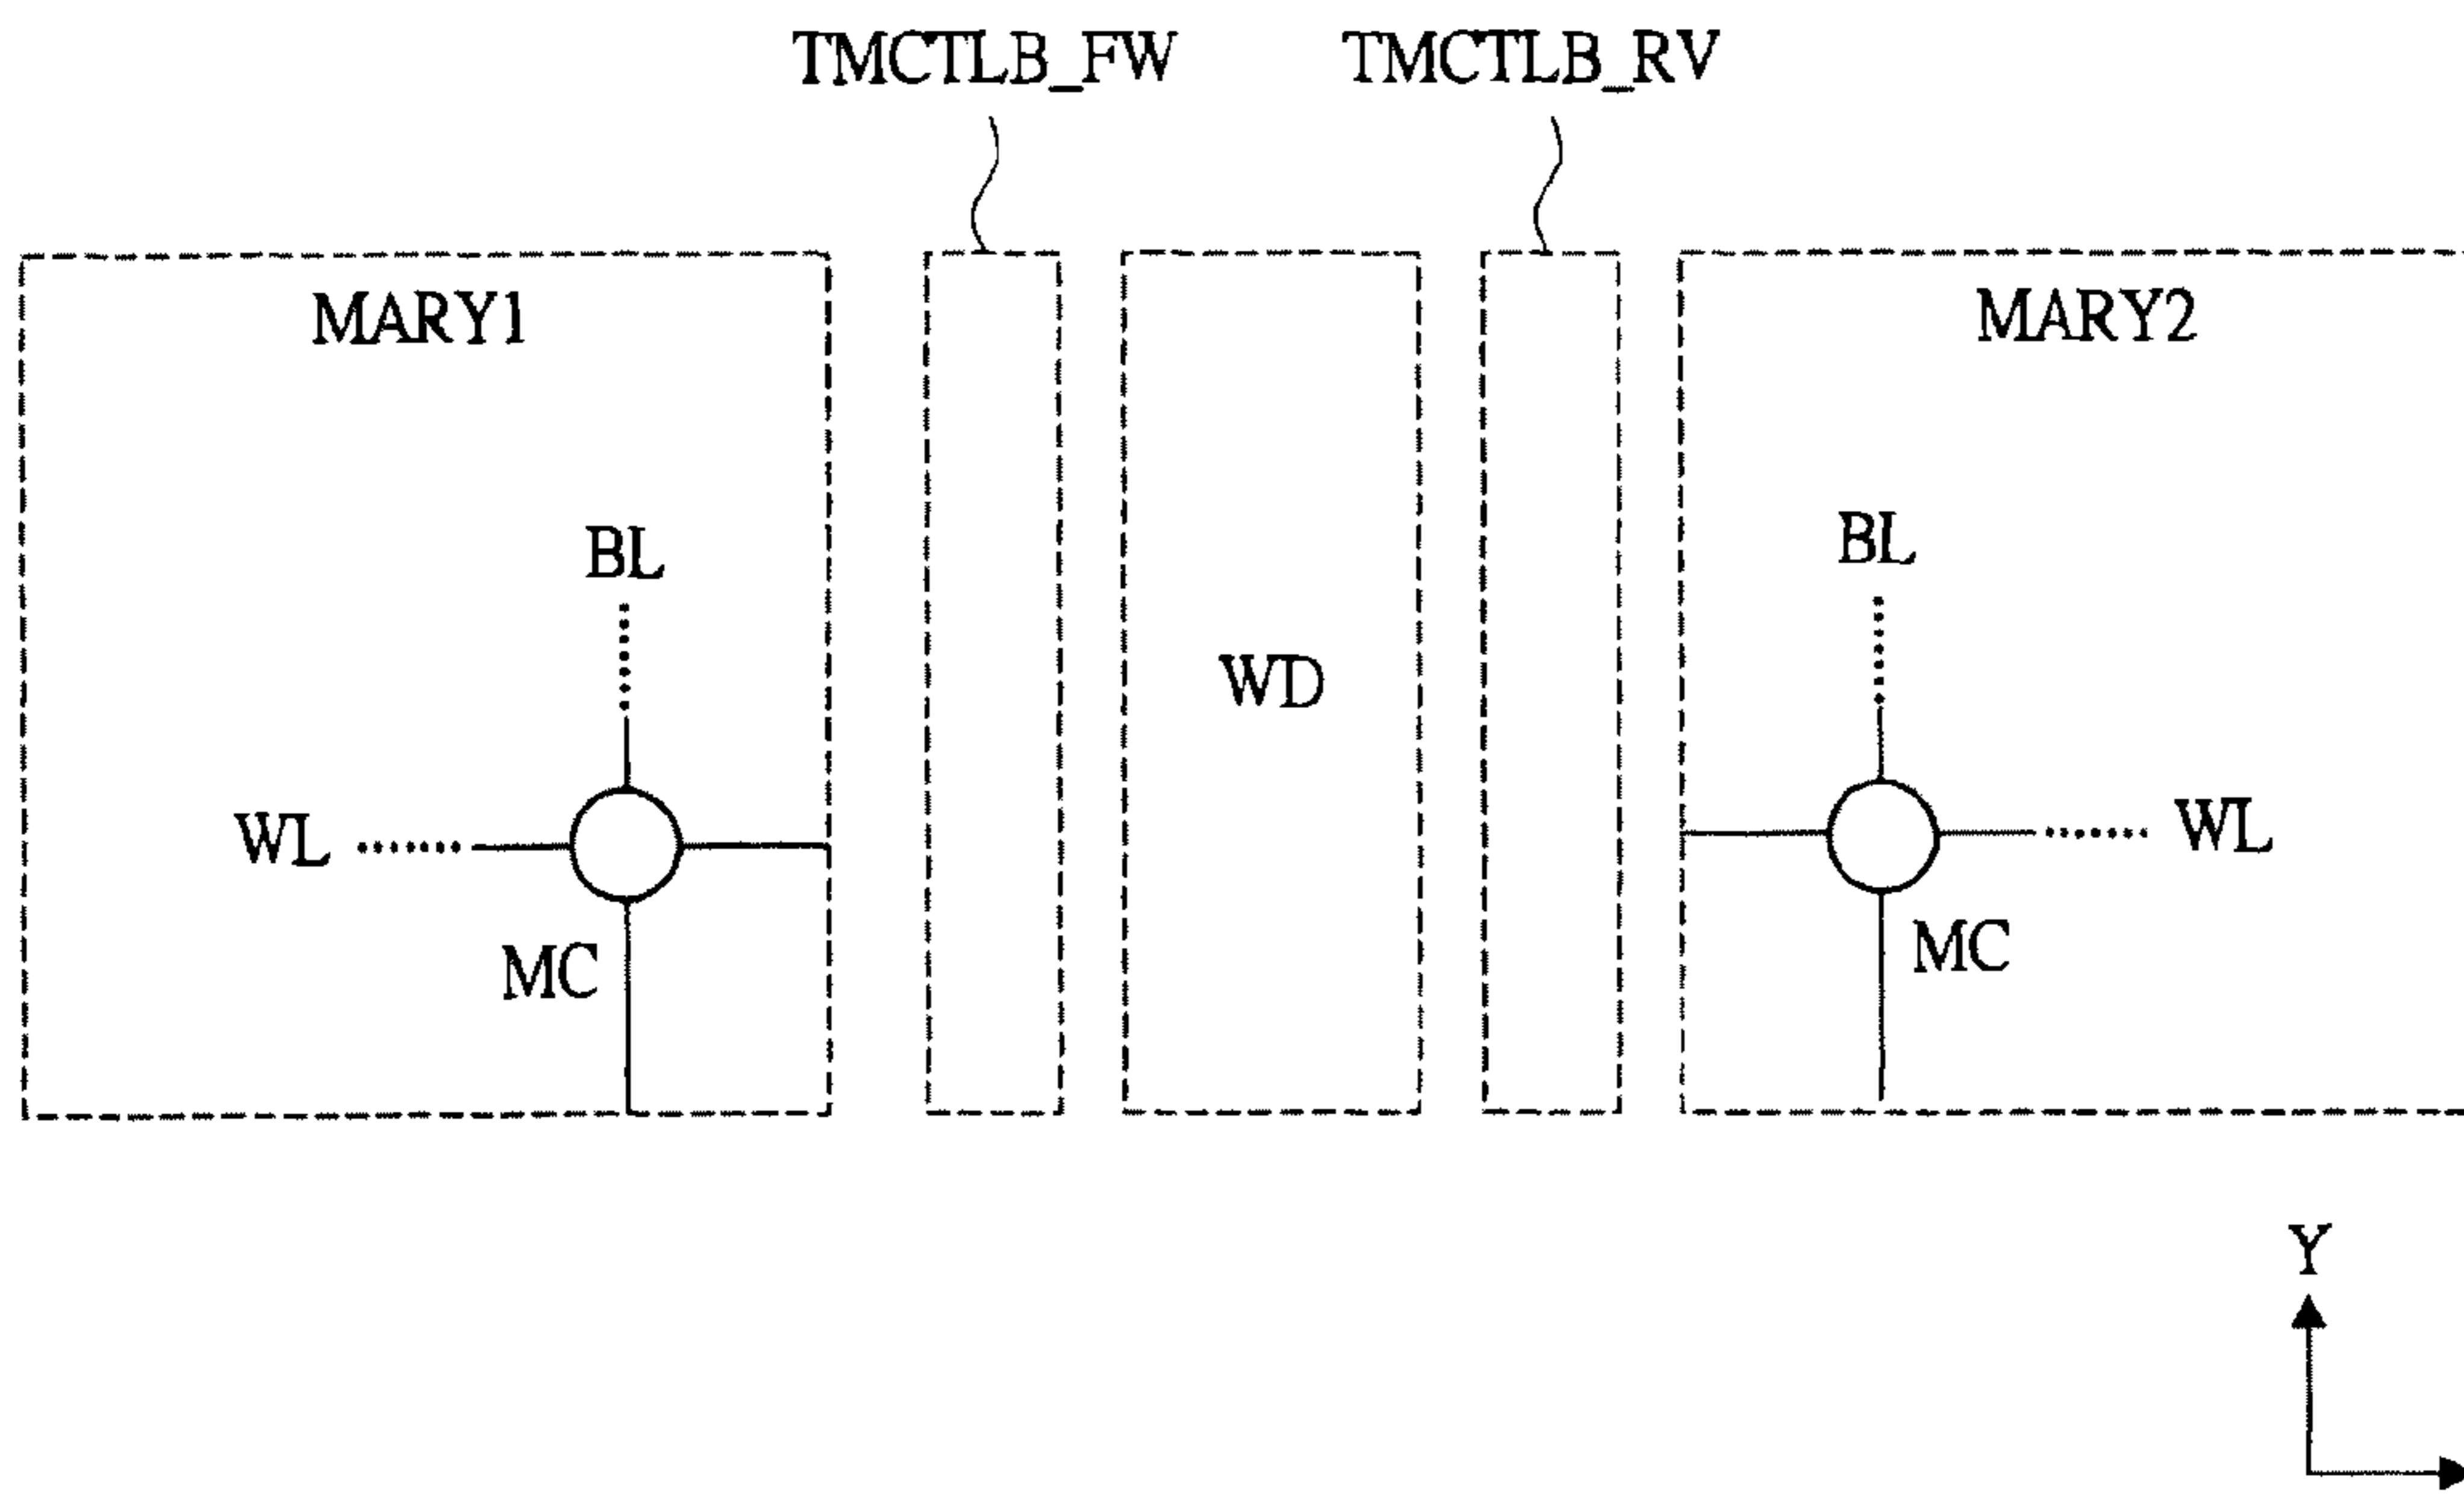 TMCTLB_FW TMCTLB_RV
MARY1 MARY2
BL BL
WD
WL WL
MC MC
Y